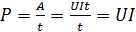 P = A/t = UIt/t = UI